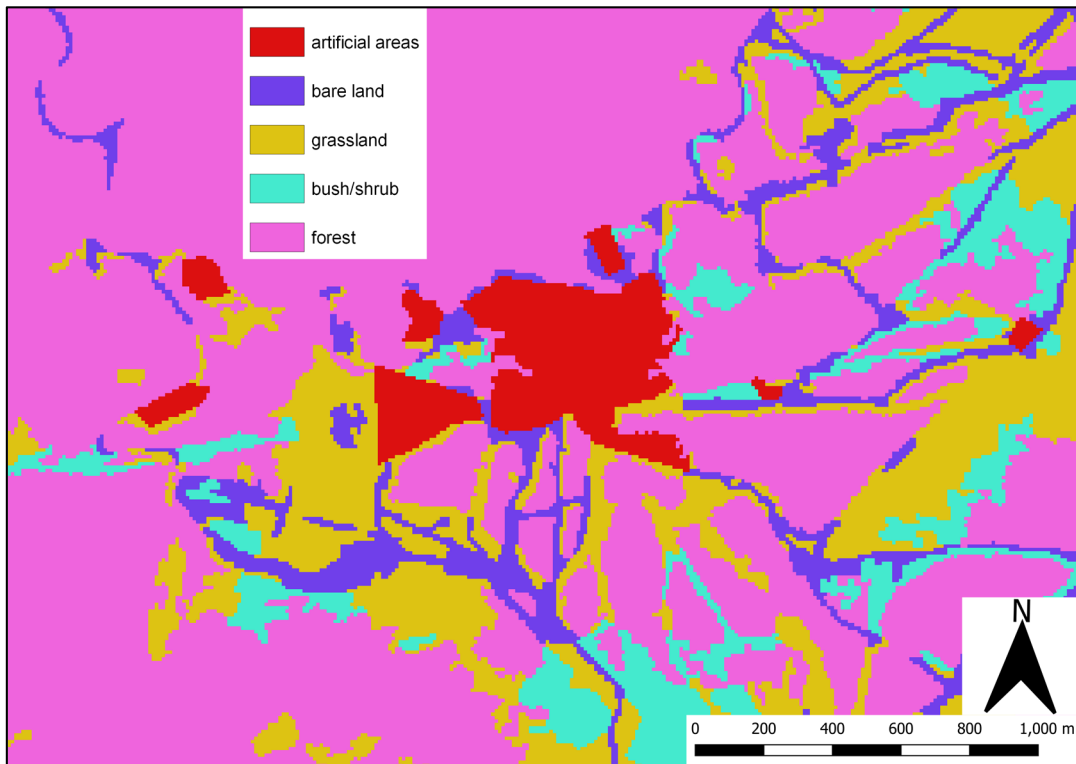 artificial areas
bare land
grassland
bush/shrub
forest
N
0 200 400 600 800 1,000 m